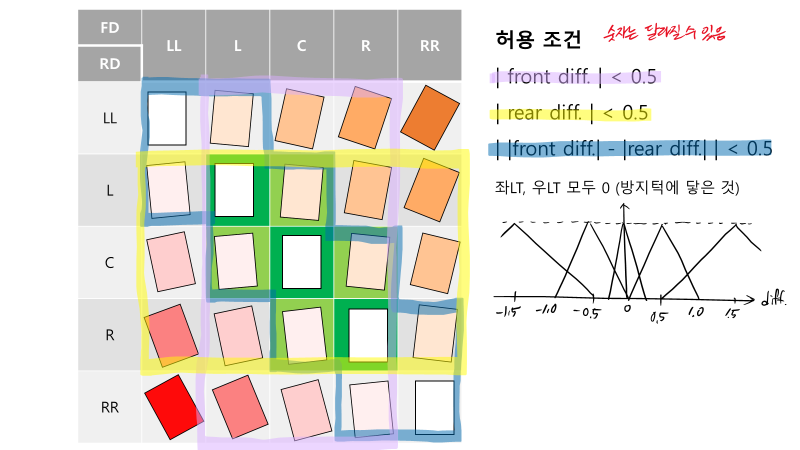 FD
RD
LL L C R RR
LL
L
C
R
RR
허용 조건 숫자는 달라질 수 있음
| front diff. | < 0.5
| rear diff. | < 0.5
| |front diff.| - |rear diff.| | < 0.5
좌LT, 우LT 모두 0 (방지턱에 닿은 것)
-1.5 -1.0 -0.5 0 0.5 1.0 1.5 diff.